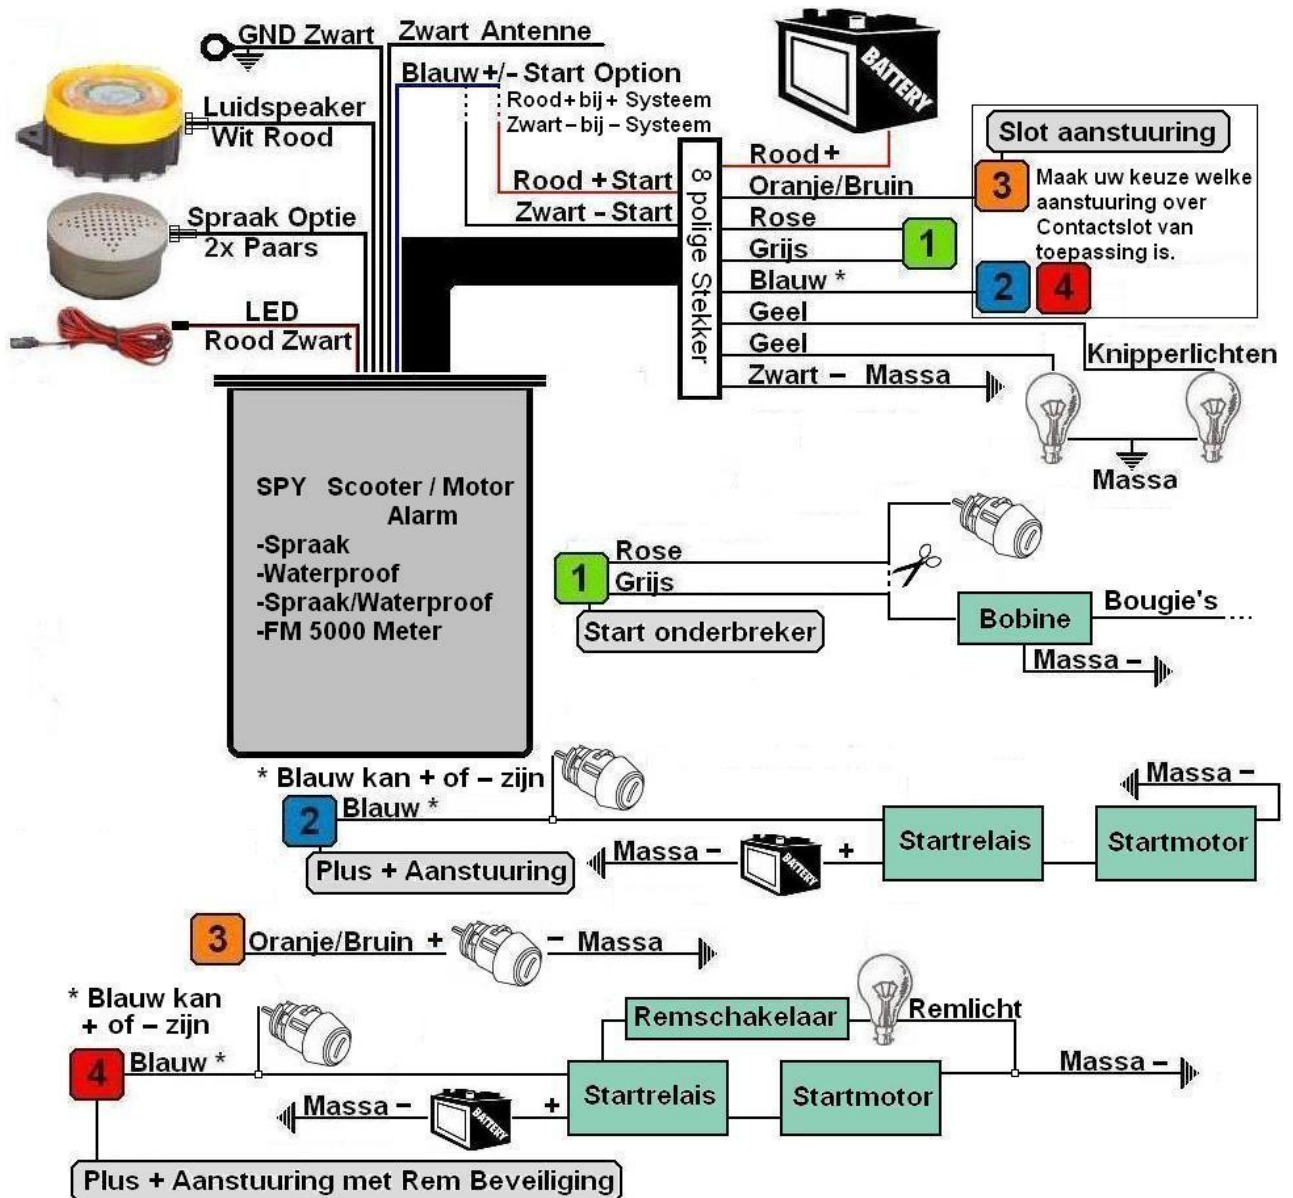 GND Zwart
Zwart Antenne
Blauw +/- Start Option
Rood + bij + Systeem
Zwart – bij – Systeem
Luidspeaker
Wit Rood
Spraak Optie
2x Paars
LED
Rood Zwart
BATTERY
Rood + Start
Zwart – Start
8 polige Stekker
Rood +
Oranje/Bruin
Rose
Grijs
Blauw *
Geel
Geel
Zwart – Massa
1
Slot aanstuuring
3
Maak uw keuze welke
aanstuuring over
Contactslot van
toepassing is.
2
4
Knipperlichten
Massa
SPY Scooter / Motor
Alarm
-Spraak
-Waterproof
-Spraak/Waterproof
-FM 5000 Meter
1
Rose
Grijs
Start onderbreker
Bobine
Bougie's
Massa –
* Blauw kan + of – zijn
2
Blauw *
Plus + Aanstuuring
Massa –
BATTERY
+
Startrelais
Startmotor
Massa –
3
Oranje/Bruin +
– Massa
* Blauw kan
+ of – zijn
4
Blauw *
Remschakelaar
Remlicht
Massa –
BATTERY
+
Startrelais
Startmotor
Massa –
Plus + Aanstuuring met Rem Beveiliging